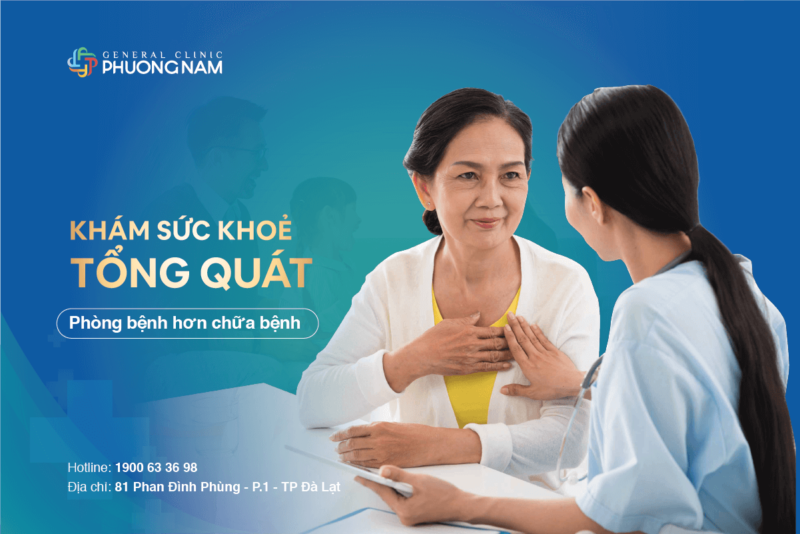 GENERAL CLINIC
PHUONG NAM
KHÁM SỨC KHOẺ
TỔNG QUÁT
Phòng bệnh hơn chữa bệnh
Hotline: 1900 63 36 98
Địa chỉ: 81 Phan Đình Phùng - P.1 - TP Đà Lạt